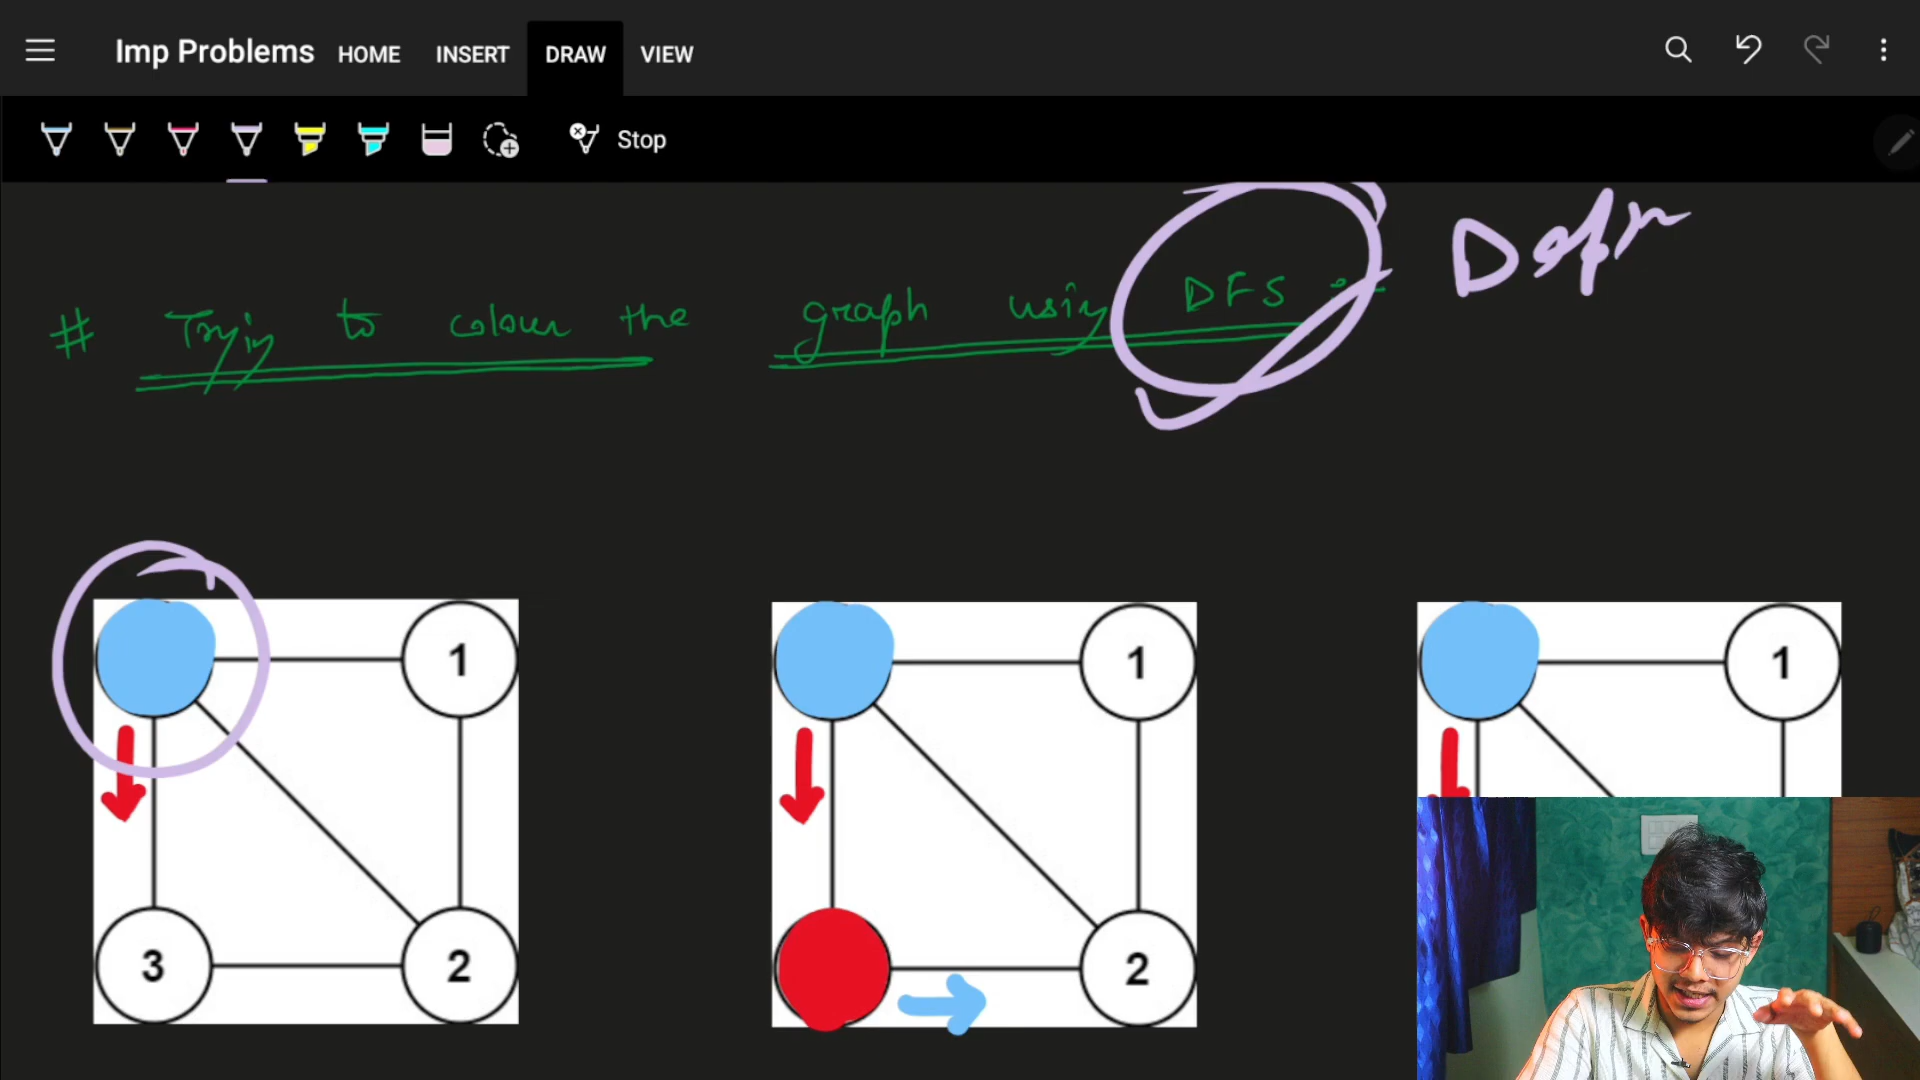 Imp Problems HOME INSERT DRAW VIEW
Stop
# Trying to colour the graph using DFS :-
1 1 1
3 2 2